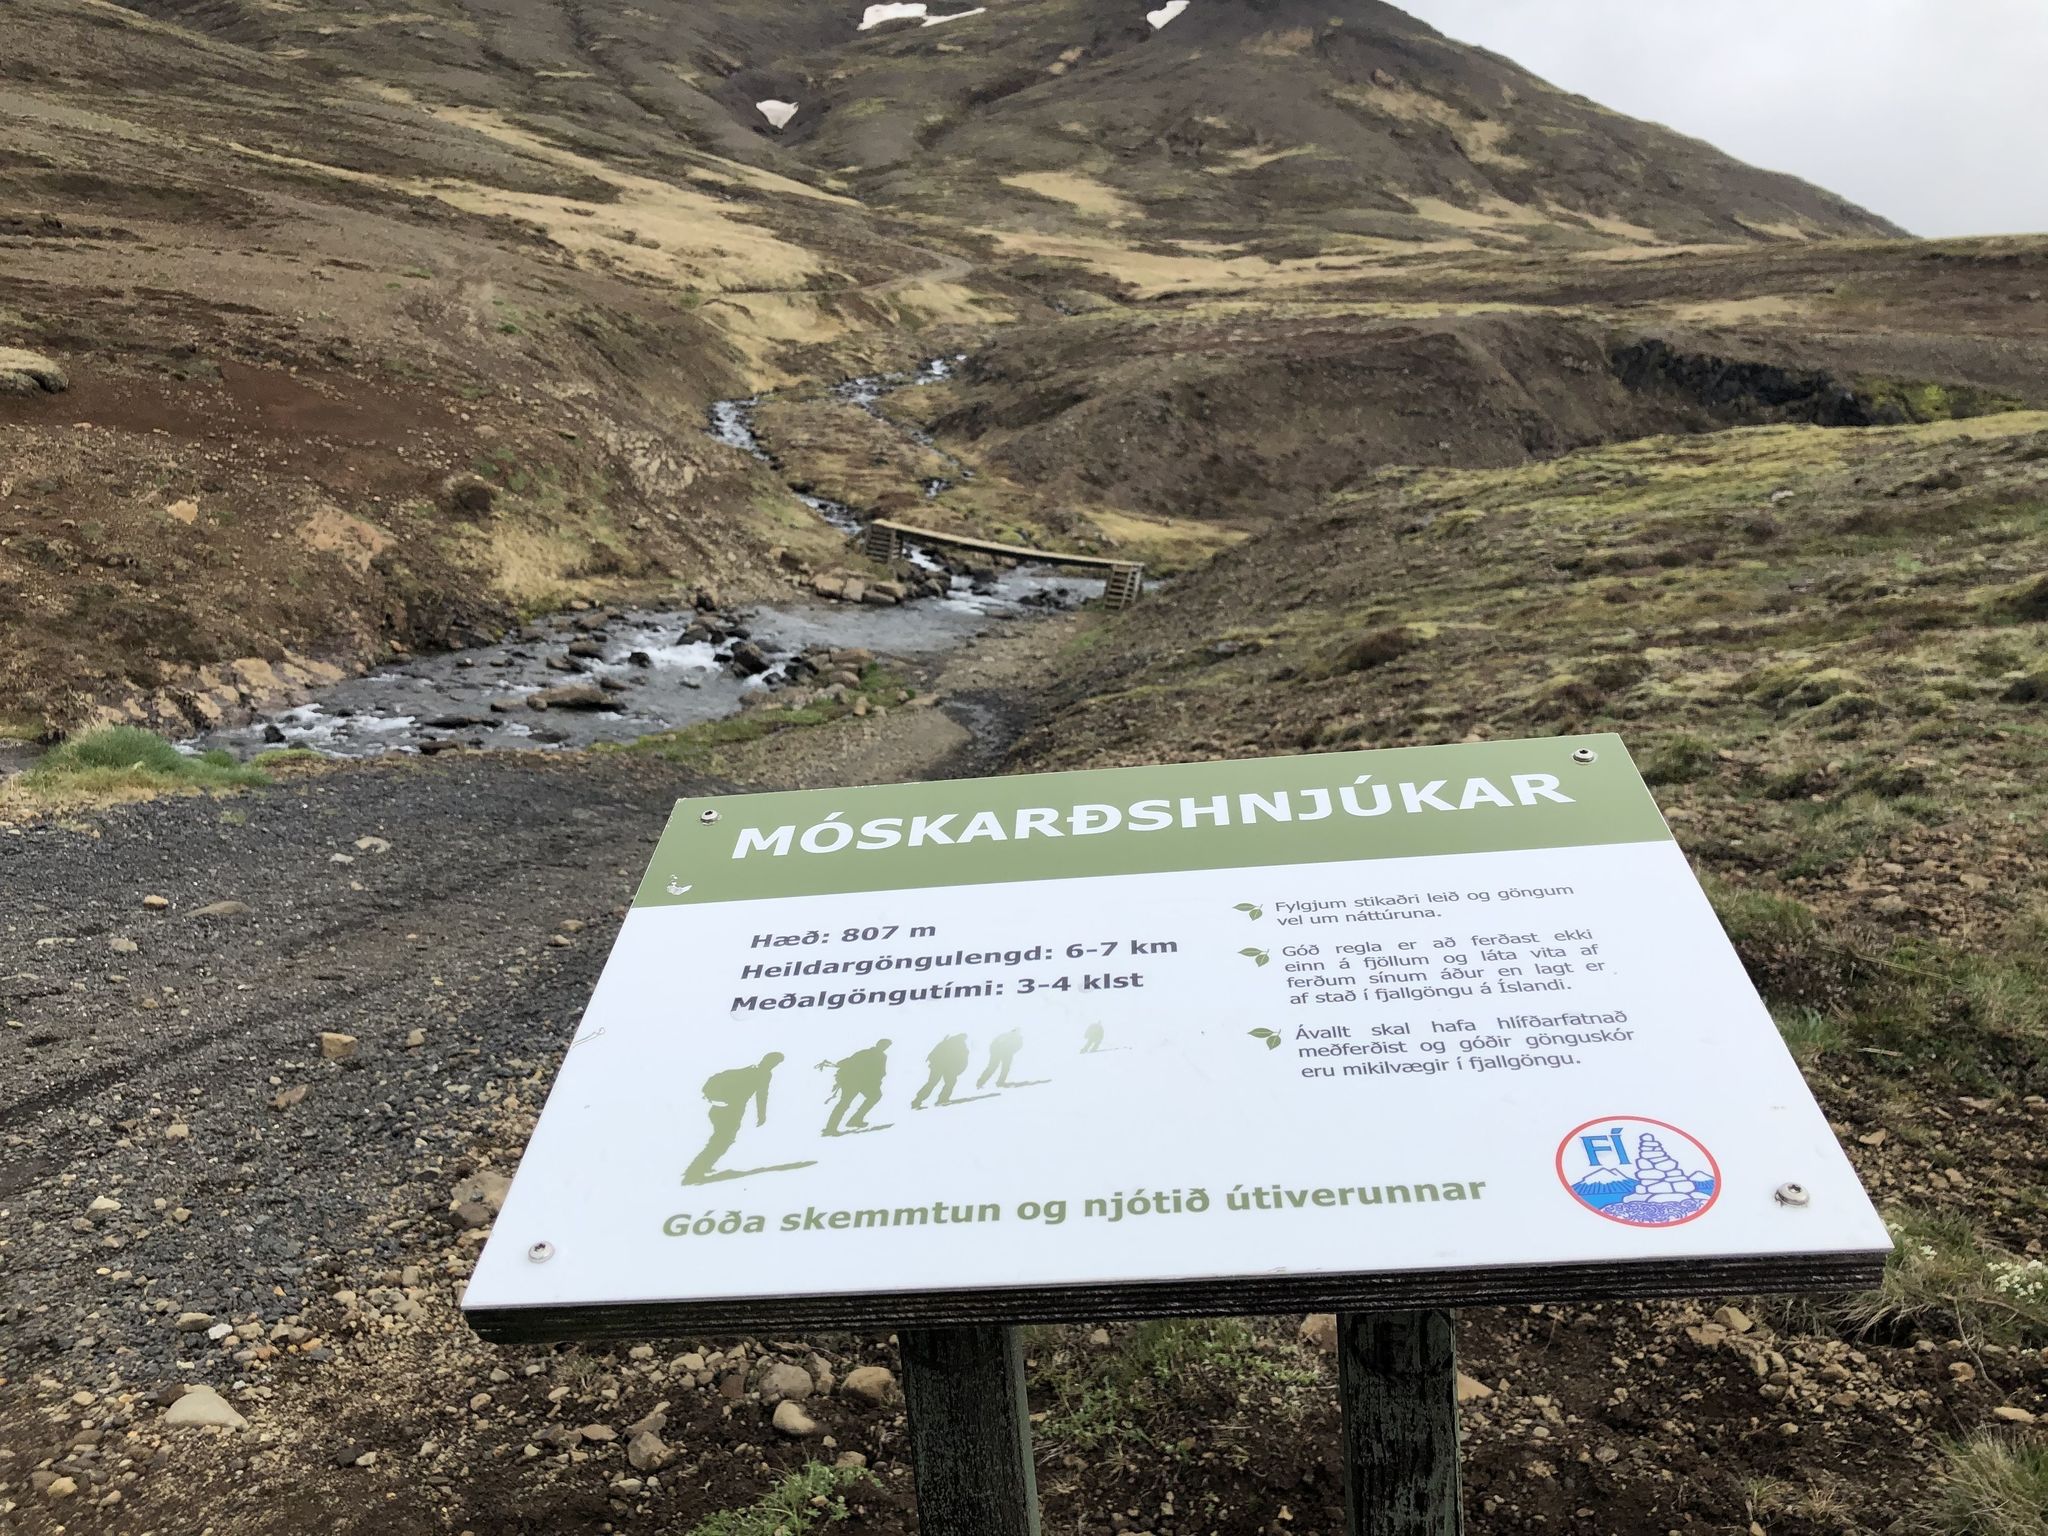 MÓSKARÐSHNJÚKAR
Hæð: 807 m
Heildargöngulengd: 6-7 km
Meðalgöngutími: 3-4 klst
Fylgjum stikaðri leið og göngum
vel um náttúruna.
Góð regla er að ferðast ekki
einn á fjöllum og láta vita af
ferðum sínum áður en lagt er
af stað í fjallgöngu á Íslandi.
Ávallt skal hafa hlífðarfatnað
meðferðist og góðir gönguskór
eru mikilvægir í fjallgöngu.
FÍ
Góða skemmtun og njótið útiverunnar